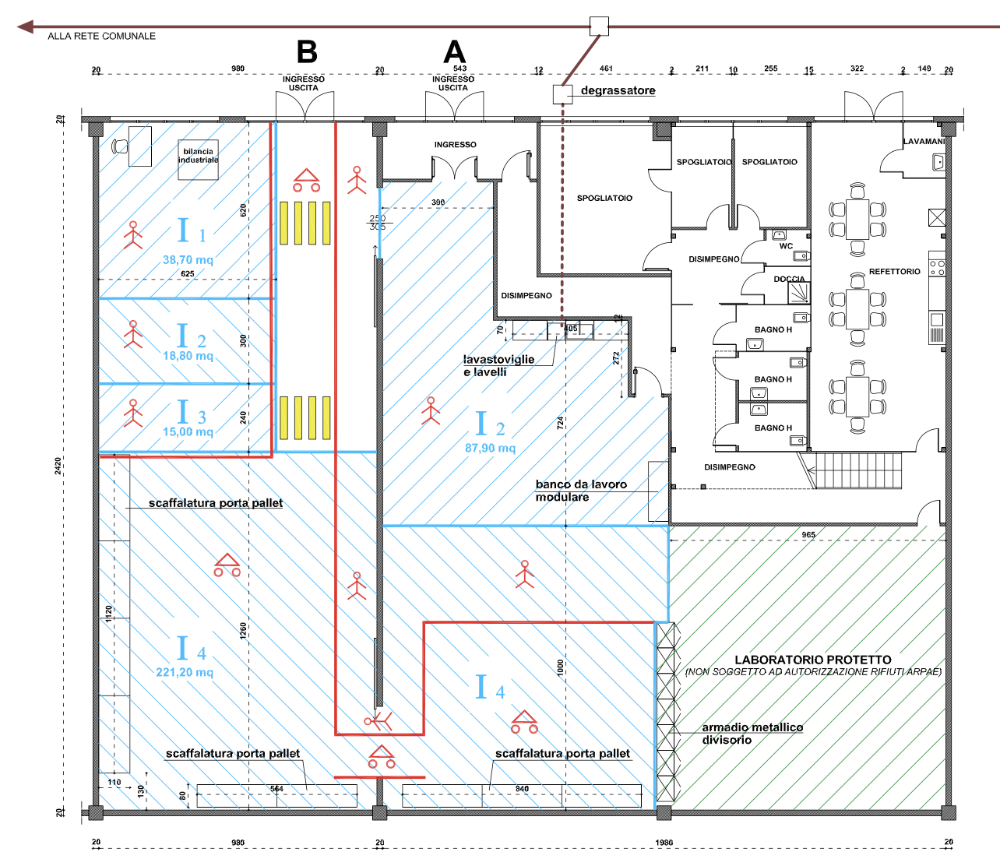 ALLA RETE COMUNALE
B
A
20
980
20
543
12
461
2
211
10
255
15
322
2
149
20
INGRESSO
USCITA
INGRESSO
USCITA
degrassatore
20
bilancia
industriale
INGRESSO
LAVAMANI
SPOGLIATOIO
SPOGLIATOIO
SPOGLIATOIO
620
390
250
305
I 1
38,70 mq
625
WC
DISIMPEGNO
DOCCIA
REFETTORIO
DISIMPEGNO
I 2
18,80 mq
300
70
405
12
272
BAGNO H
lavastoviglie
e lavelli
BAGNO H
I 3
15,00 mq
240
I 2
87,90 mq
724
BAGNO H
2420
DISIMPEGNO
banco da lavoro
modulare
scaffalatura porta pallet
965
1120
1260
I 4
221,20 mq
1000
I 4
LABORATORIO PROTETTO
(NON SOGGETTO AD AUTORIZZAZIONE RIFIUTI ARPAE)
armadio metallico
divisorio
scaffalatura porta pallet
scaffalatura porta pallet
110
130
80
564
840
20
20
980
20
1980
20